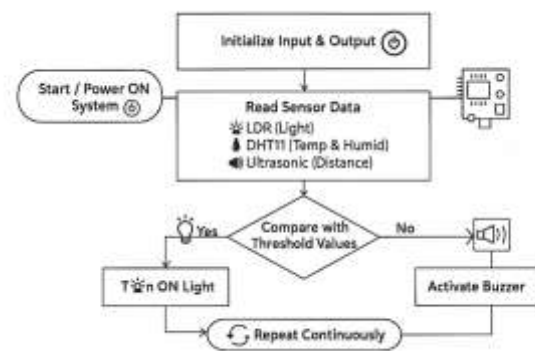 Initialize Input & Output
Start / Power ON
System
Read Sensor Data
LDR (Light)
DHT11 (Temp & Humid)
Ultrasonic (Distance)
Compare with
Threshold Values
Yes
No
T n ON Light
Activate Buzzer
Repeat Continuously